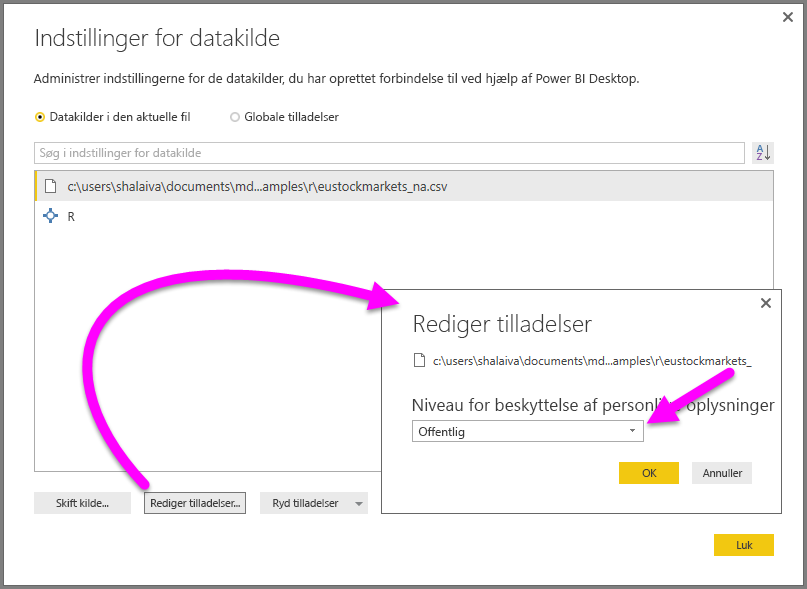 Indstillinger for datakilde
Administrer indstillingerne for de datakilder, du har oprettet forbindelse til ved hjælp af Power BI Desktop.
Datakilder i den aktuelle fil
Globale tilladelser
Søg i indstillinger for datakilde
A
Z
c:\users\shalaiva\documents\md...amples\r\eustockmarkets_na.csv
R
Rediger tilladelser
c:\users\shalaiva\documents\md...amples\r\eustockmarkets_
Niveau for beskyttelse af oplysninger
Offentlig
OK
Annuller
Skift kilde...
Rediger tilladelser...
Ryd tilladelser
Luk